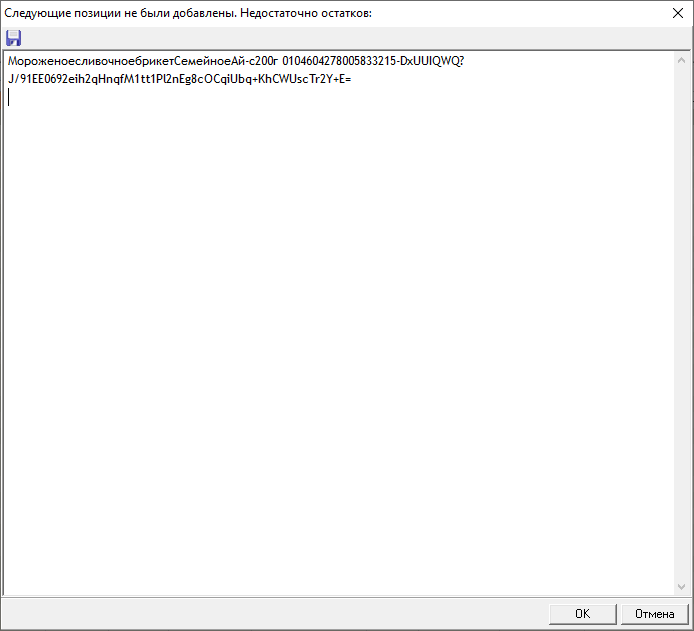 Следующие позиции не были добавлены. Недостаточно остатков:
МороженоесливочноебрикетСемейноеАй-с200г 0104604278005833215-DxUUIQWQ?
J/91EE0692eih2qHnqfM1tt1Pl2nEg8cOCqiUbq+KhCWUscTr2Y+E=
OK
Отмена